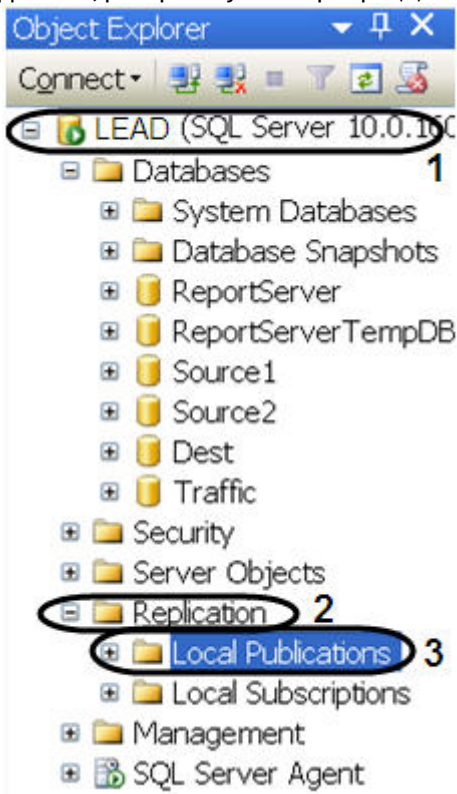 Object Explorer
Connect
LEAD (SQL Server 10.0.160
1
Databases
System Databases
Database Snapshots
ReportServer
ReportServerTempDB
Source1
Source2
Dest
Traffic
Security
Server Objects
Replication 2
Local Publications 3
Local Subscriptions
Management
SQL Server Agent